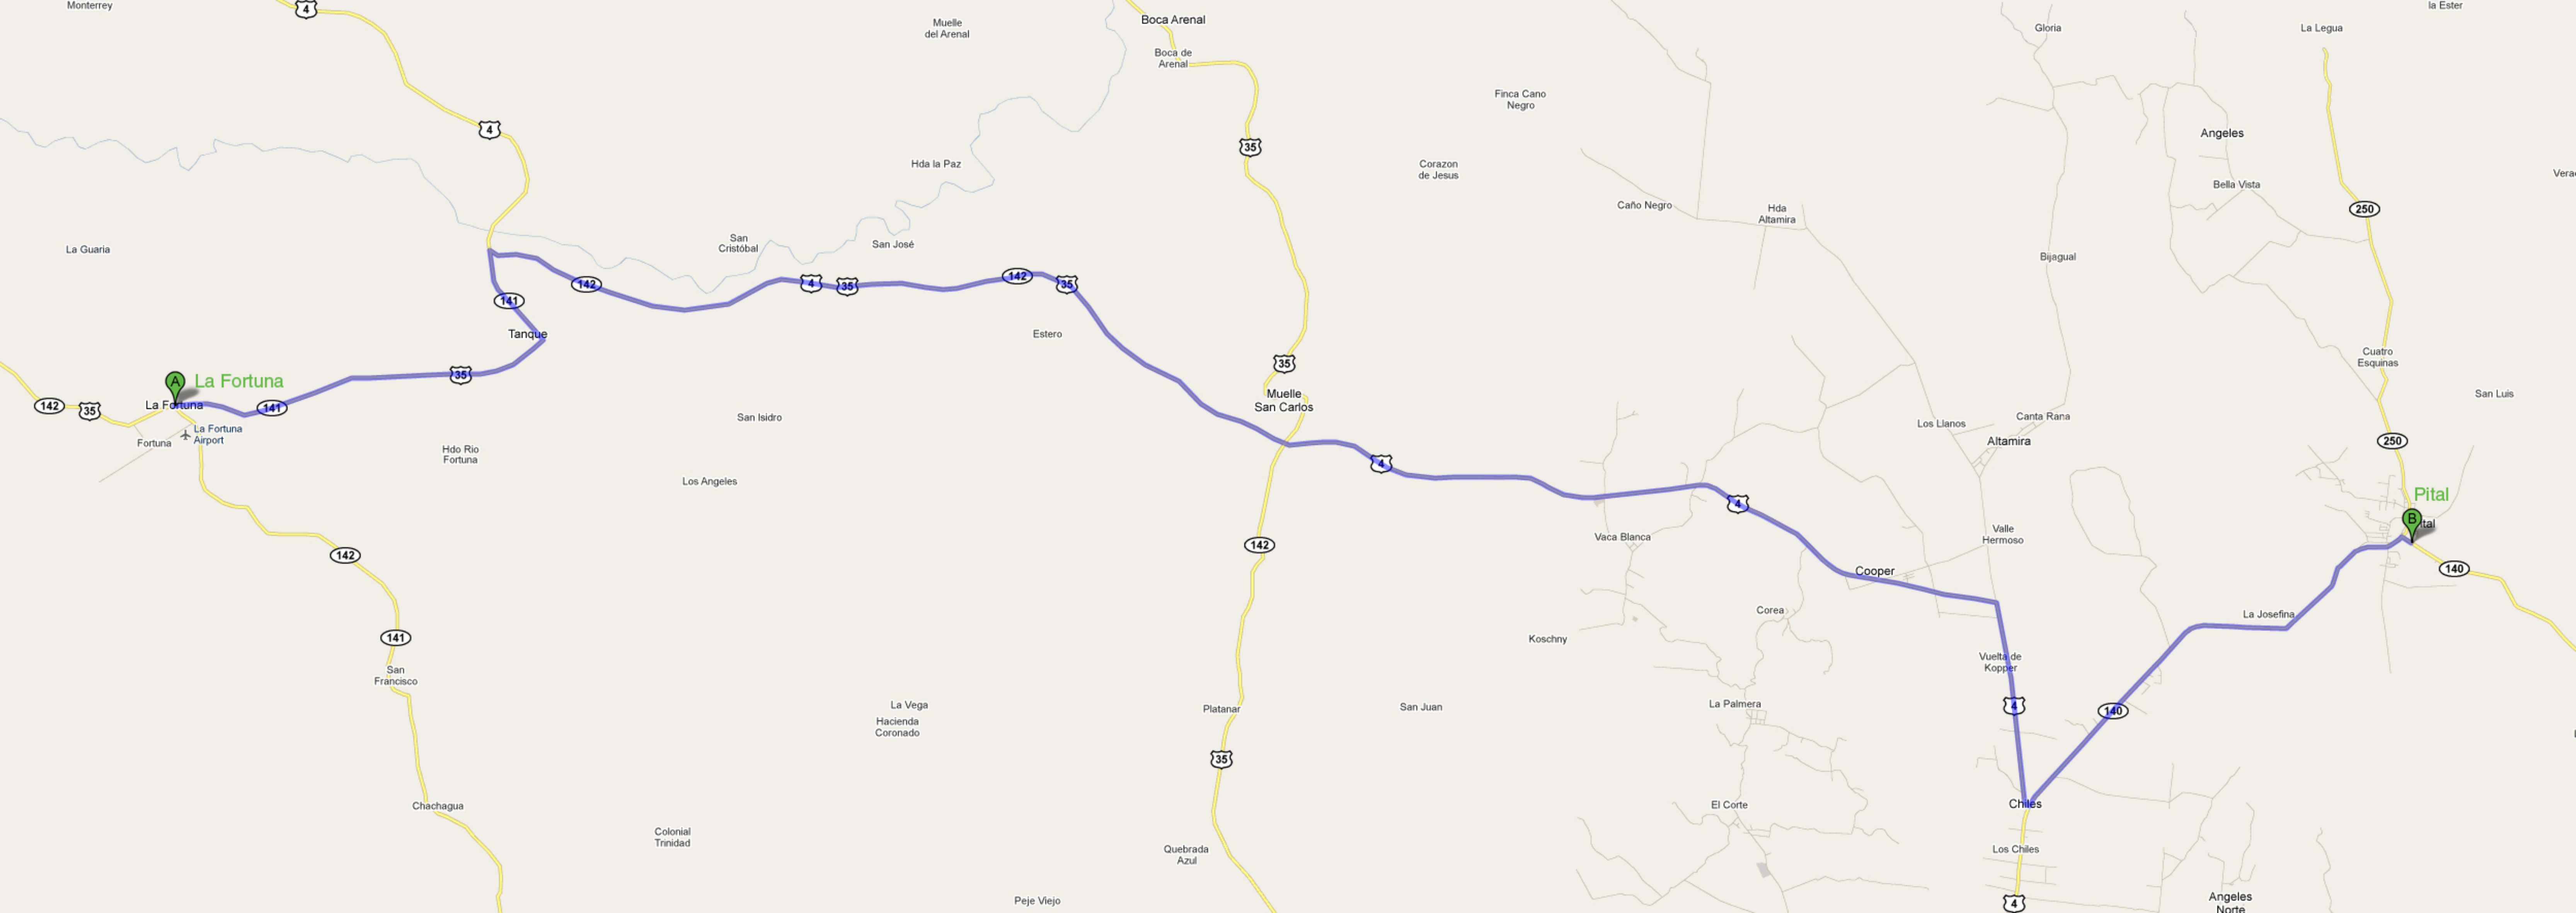 Monterrey
4
Muelle
del Arenal
Boca Arenal
Boca de
Arenal
Gloria
La Legua
la Ester
Finca Cano
Negro
4
35
Angeles
Hda la Paz
Corazon
de Jesus
Vera
Bella Vista
Caño Negro
Hda
Altamira
250
La Guaria
San
Cristóbal
San José
Bijagual
142
4
35
142
35
141
Tanque
Estero
35
Cuatro
Esquinas
A
La Fortuna
35
Muelle
San Carlos
San Luis
142
35
La Fortuna
141
San Isidro
Canta Rana
Los Llanos
La Fortuna
Airport
Fortuna
Altamira
250
Hdo Rio
Fortuna
4
Los Angeles
Pital
4
B
ital
Valle
Hermoso
Vaca Blanca
142
142
Cooper
140
Corea
La Josefina
141
Koschny
Vuelta de
Kopper
San
Francisco
La Vega
Platanar
San Juan
La Palmera
4
140
Hacienda
Coronado
35
Chachagua
El Corte
Chiles
Colonial
Trinidad
Quebrada
Azul
Los Chiles
Peje Viejo
4
Angeles
Norte